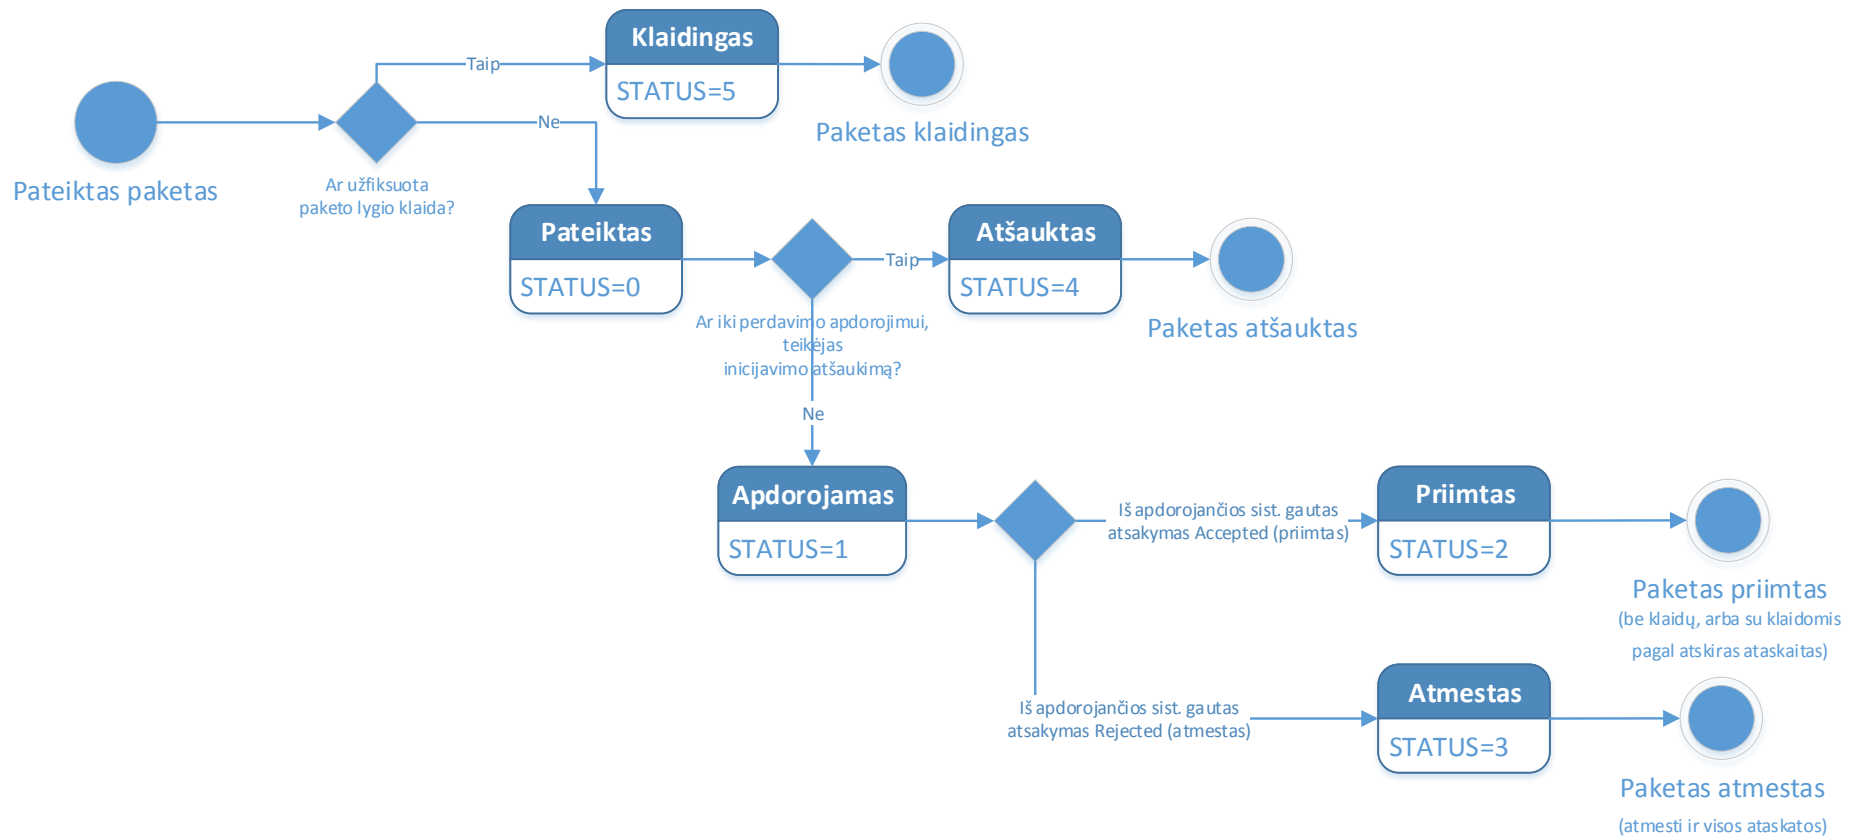 Klaidingas
STATUS=5
Taip
Paketas klaidingas
Ne
Pateiktas paketas
Ar užfiksuota
paketo lygio klaida?
Pateiktas
STATUS=0
Taip
Atšauktas
STATUS=4
Paketas atšauktas
Ar iki perdavimo apdorojimui,
teikėjas
inicijavimo atšaukimą?
Ne
Apdorojamas
STATUS=1
Iš apdorojančios sist. gautas
atsakymas Accepted (priimtas)
Priimtas
STATUS=2
Paketas priimtas
(be klaidų, arba su klaidomis
pagal atskiras ataskaitas)
Iš apdorojančios sist. gautas
atsakymas Rejected (atmestas)
Atmestas
STATUS=3
Paketas atmestas
(atmesti ir visos ataskatos)